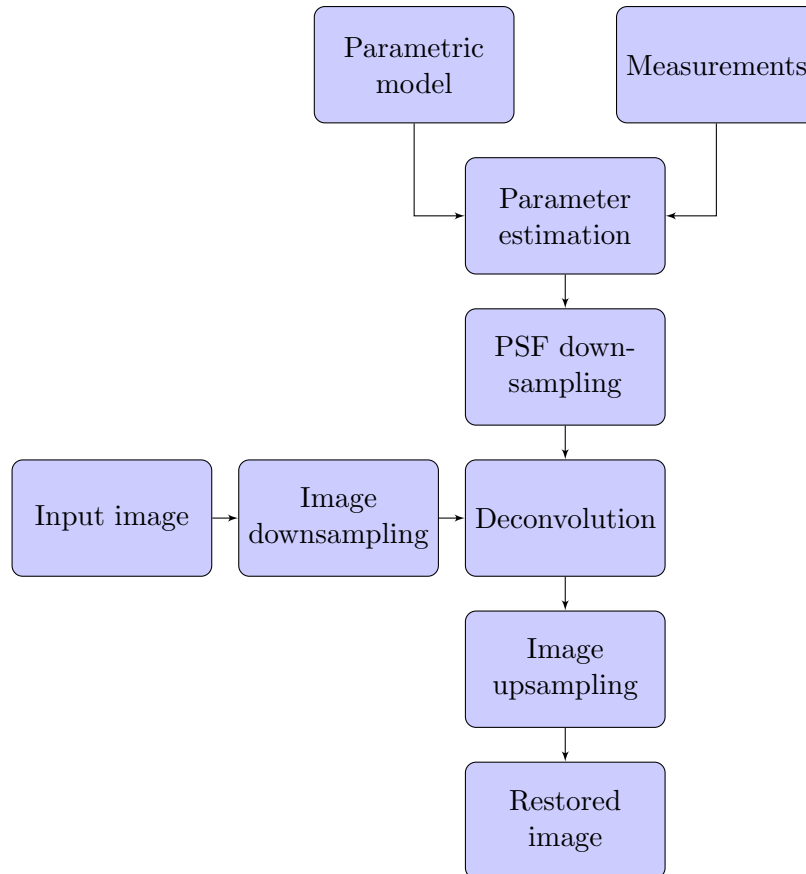 Parametric
model
Measurements
Parameter
estimation
PSF down-
sampling
Input image
Image
downsampling
Deconvolution
Image
upsampling
Restored
image